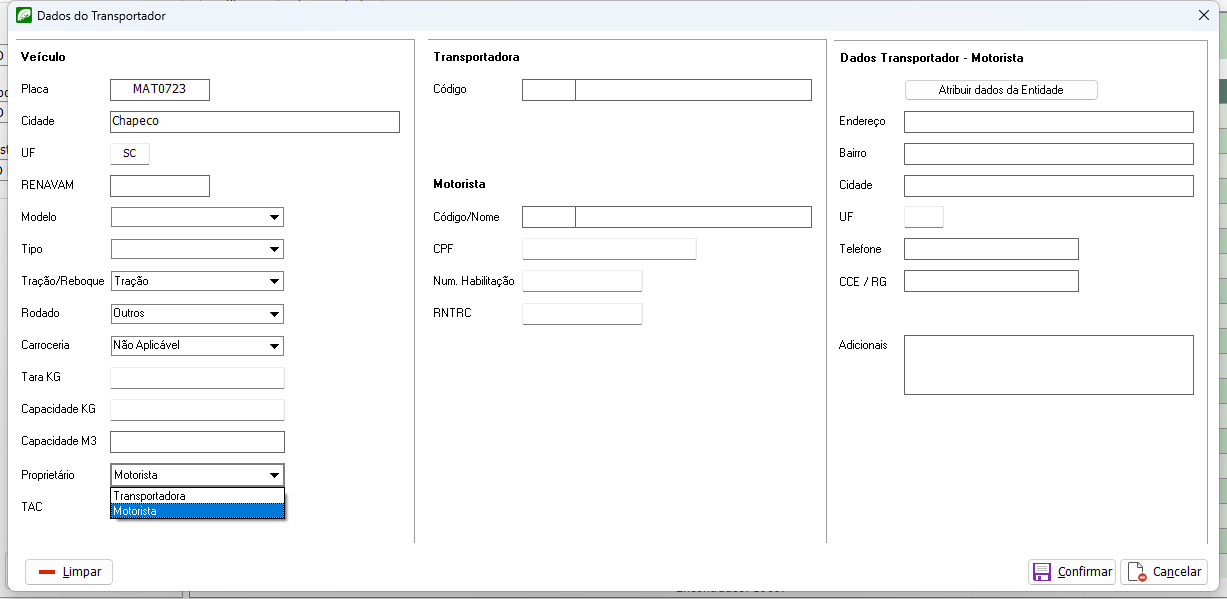 Dados do Transportador
Veículo
Placa MAT0723
Cidade Chapeco
UF SC
RENAVAM
Modelo
Tipo
Tração/Reboque Tração
Rodado Outros
Carroceria Não Aplicável
Tara KG
Capacidade KG
Capacidade M3
Proprietário Motorista
Transportadora
Motorista
TAC
Transportadora
Código
Motorista
Código/Nome
CPF
Num. Habilitação
RNTRC
Dados Transportador - Motorista
Atribuir dados da Entidade
Endereço
Bairro
Cidade
UF
Telefone
CCE / RG
Adicionais
Limpar
Confirmar
Cancelar